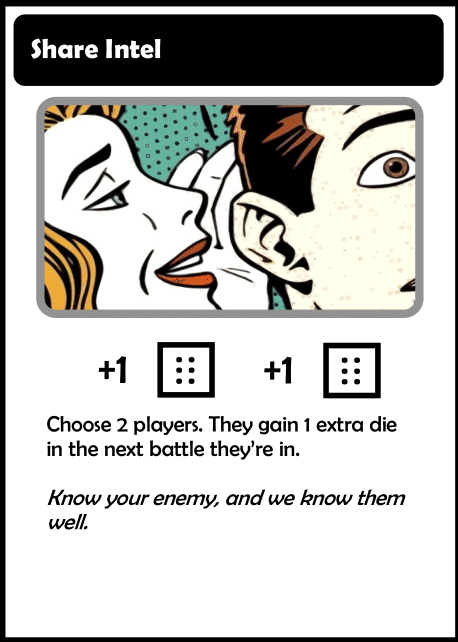 Share Intel
+1 +1
Choose 2 players. They gain 1 extra die
in the next battle they're in.
Know your enemy, and we know them
well.